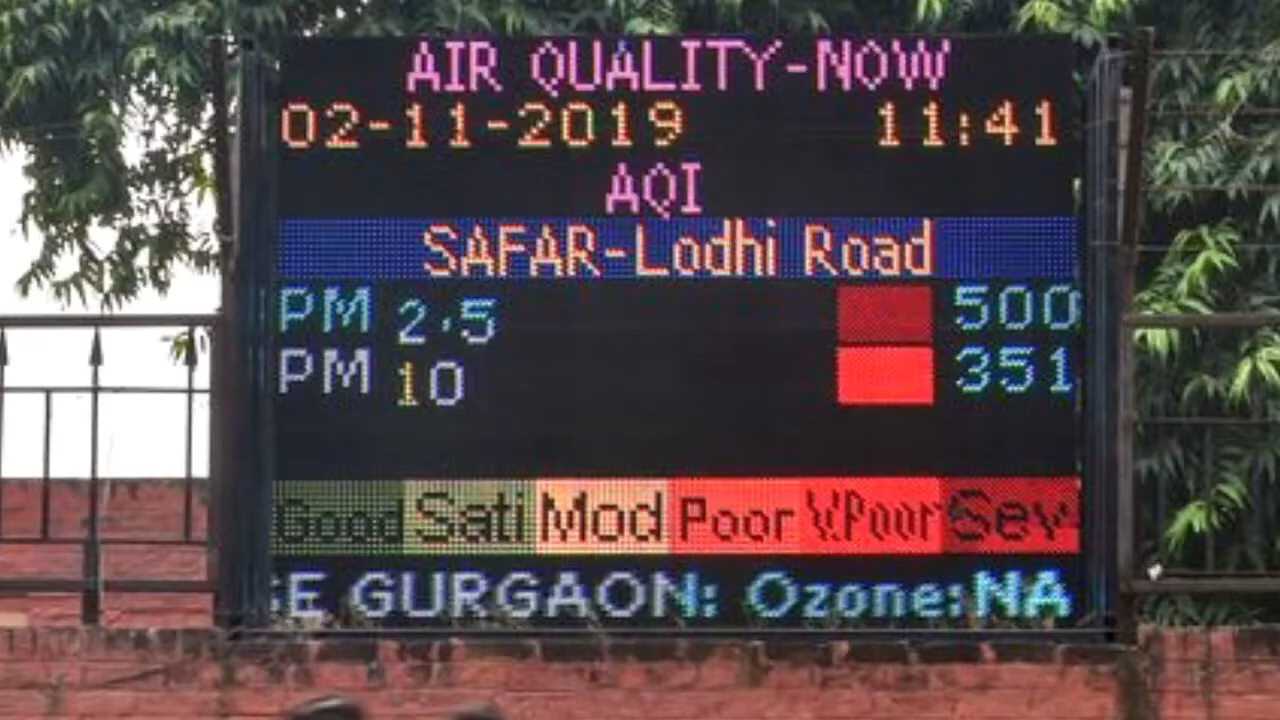 AIR QUALITY-NOW
02-11-2019 11:41
AQI
SAFAR-Lodhi Road
PM 2.5 500
PM 10 351
Good Sati Mod Poor V.Poor Sev
GURGAON: Ozone:NA